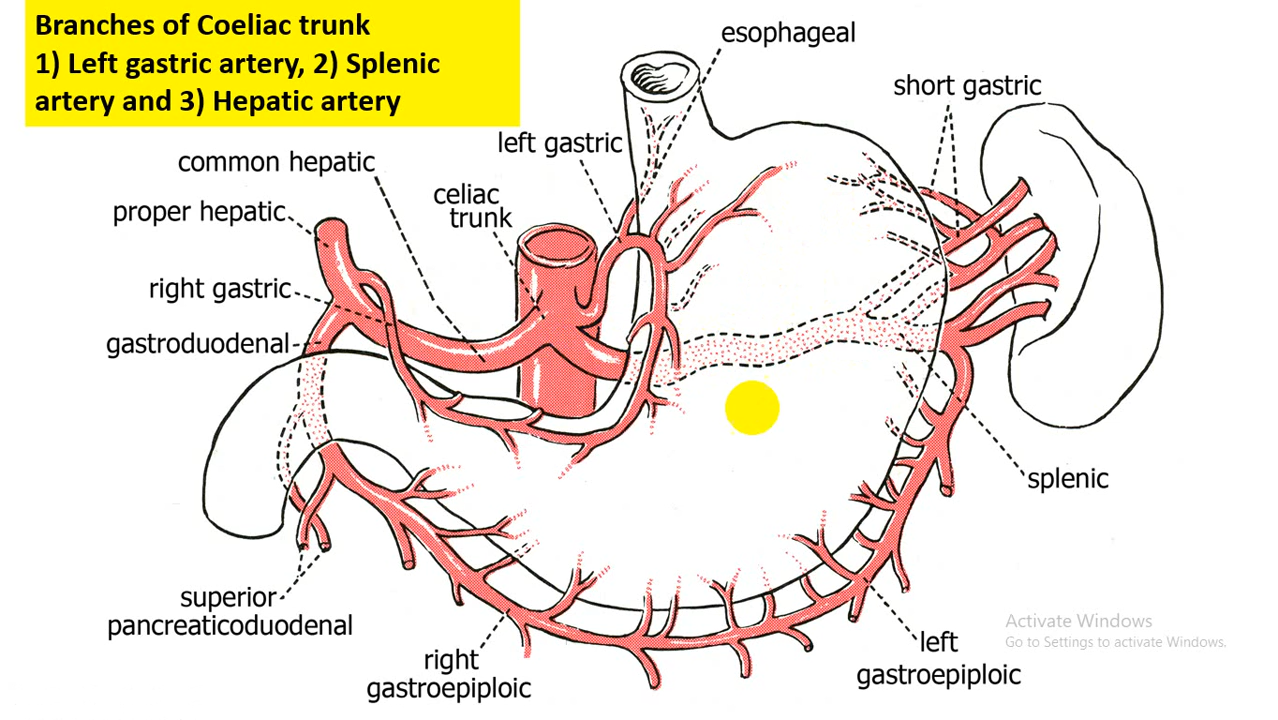 Branches of Coeliac trunk
1) Left gastric artery, 2) Splenic
artery and 3) Hepatic artery
esophageal
short gastric
left gastric
common hepatic
celiac
trunk
proper hepatic
right gastric
gastroduodenal
splenic
superior
pancreaticoduodenal
right
gastroepiploic
left
gastroepiploic
Activate Windows
Go to Settings to activate Windows.